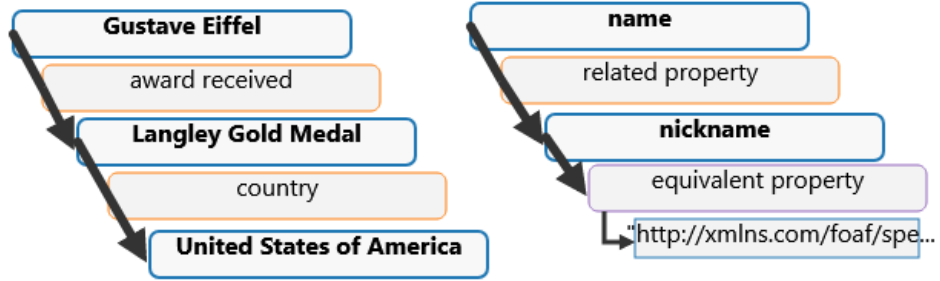 Gustave Eiffel
award received
Langley Gold Medal
country
United States of America
name
related property
nickname
equivalent property
"http://xmlns.com/foaf/spe...